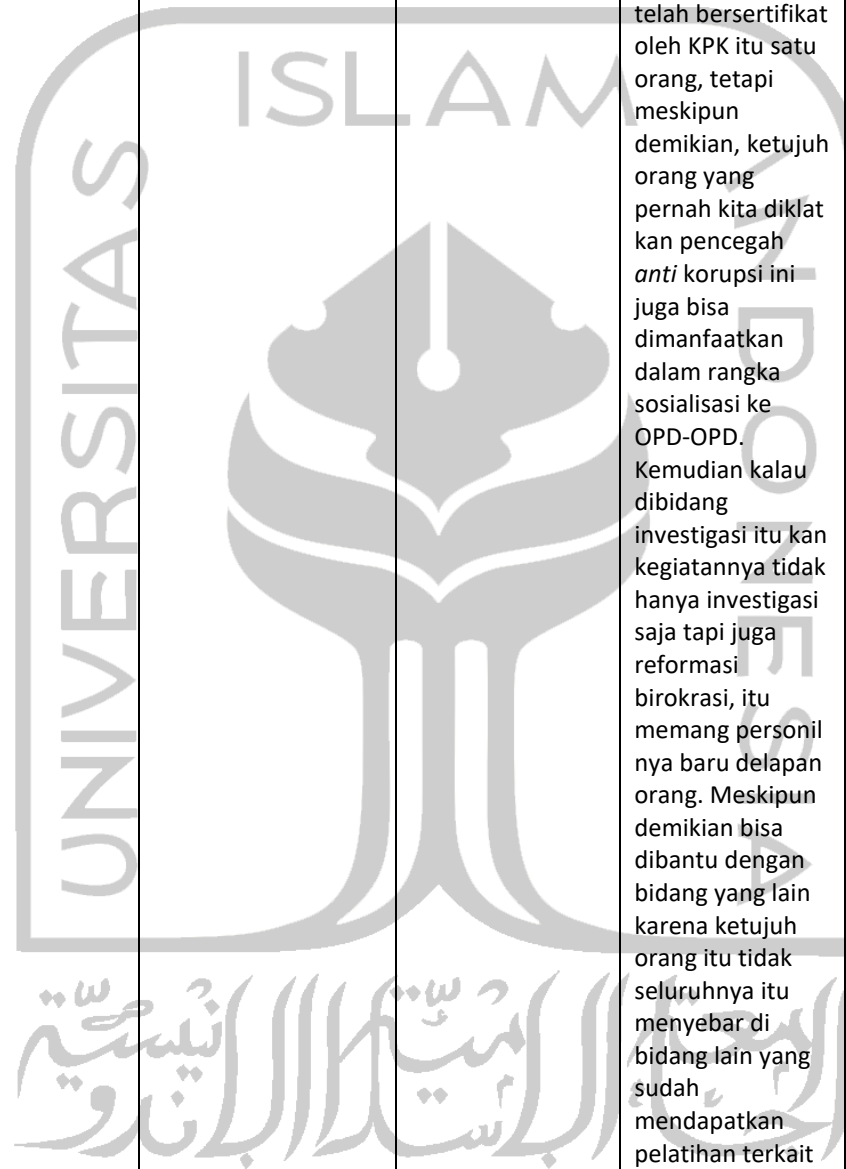 telah bersertifikat
oleh KPK itu satu
orang, tetapi
meskipun
demikian, ketujuh
orang yang
pernah kita diklat
kan pencegah
anti korupsi ini
juga bisa
dimanfaatkan
dalam rangka
sosialisasi ke
OPD-OPD.
Kemudian kalau
dibidang
investigasi itu kan
kegiatannya tidak
hanya investigasi
saja tapi juga
reformasi
birokrasi, itu
memang personil
nya baru delapan
orang. Meskipun
demikian bisa
dibantu dengan
bidang yang lain
karena ketujuh
orang itu tidak
seluruhnya itu
menyebar di
bidang lain yang
sudah
mendapatkan
pelatihan terkait
UNIVERSITAS
ISLAM
INDONESIA